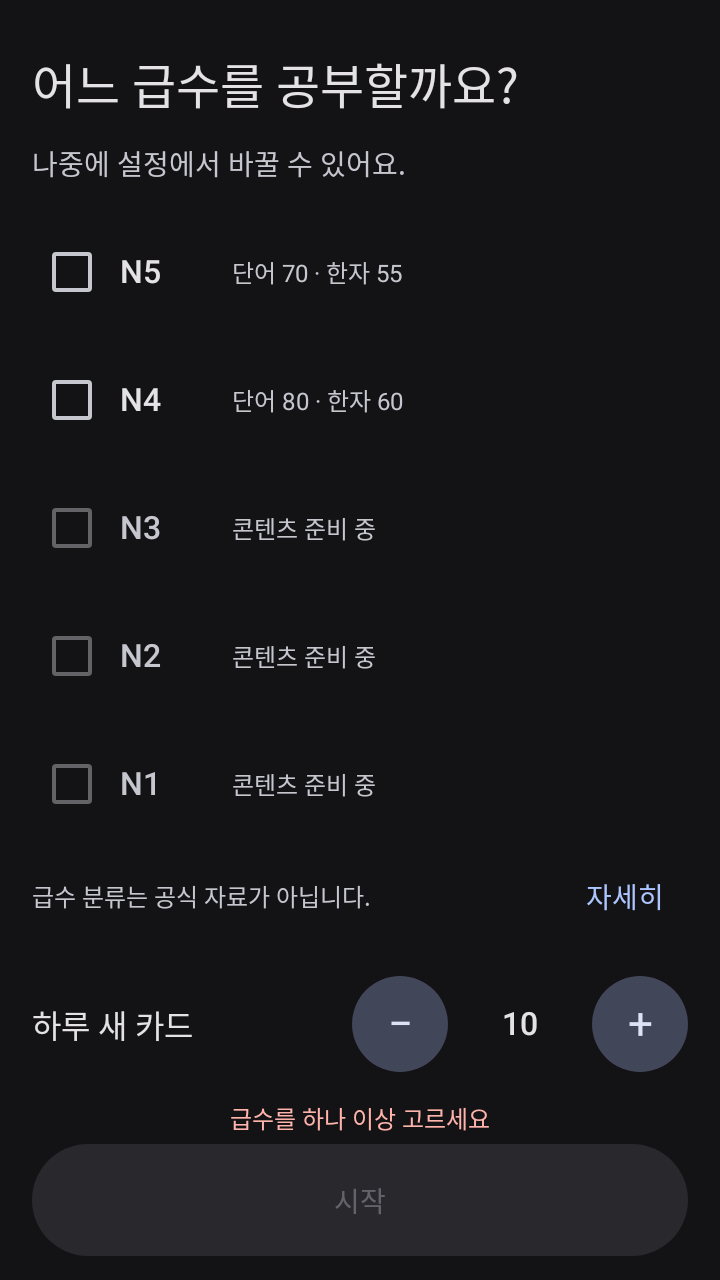 어느 급수를 공부할까요?
나중에 설정에서 바꿀 수 있어요.
N5 단어 70 · 한자 55
N4 단어 80 · 한자 60
N3 콘텐츠 준비 중
N2 콘텐츠 준비 중
N1 콘텐츠 준비 중
급수 분류는 공식 자료가 아닙니다. 자세히
하루 새 카드 − 10 +
급수를 하나 이상 고르세요
시작